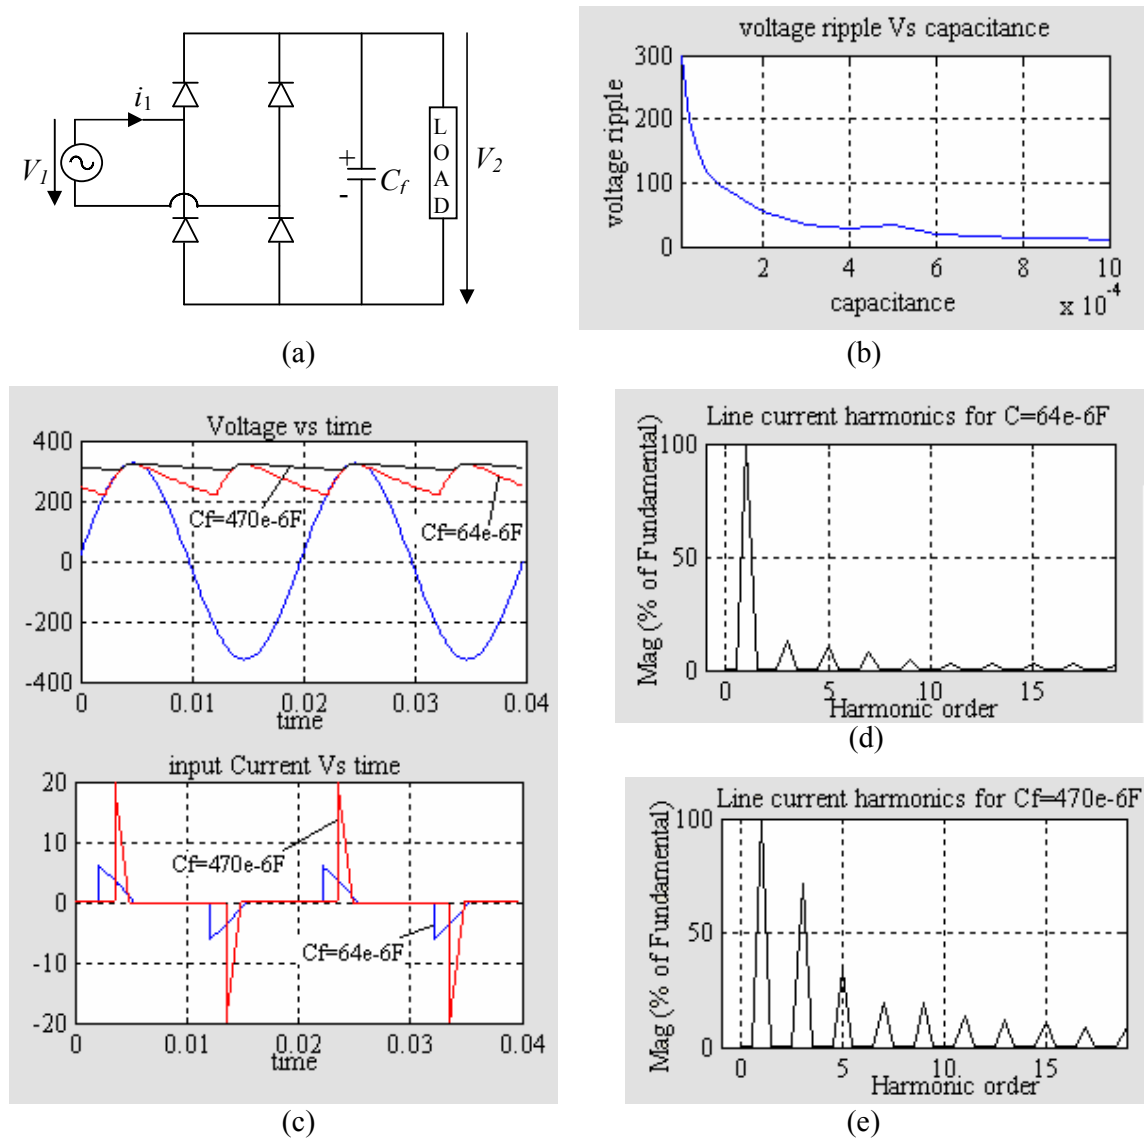 V1
i1
+
-
Cf
L
O
A
D
V2
(a)
voltage ripple Vs capacitance
voltage ripple
300
200
100
0
2
4
6
8
10
capacitance
x 10-4
(b)
Voltage vs time
400
200
0
-200
-400
Cf=470e-6F
Cf=64e-6F
0
0.01
0.02
0.03
0.04
time
input Current Vs time
20
10
0
-10
-20
Cf=470e-6F
Cf=64e-6F
0
0.01
0.02
0.03
0.04
time
(c)
Line current harmonics for C=64e-6F
Mag (% of Fundamental)
100
50
0
0
5
10
15
Harmonic order
(d)
Line current harmonics for Cf=470e-6F
Mag (% of Fundamental)
100
50
0
0
5
10
15
Harmonic order
(e)